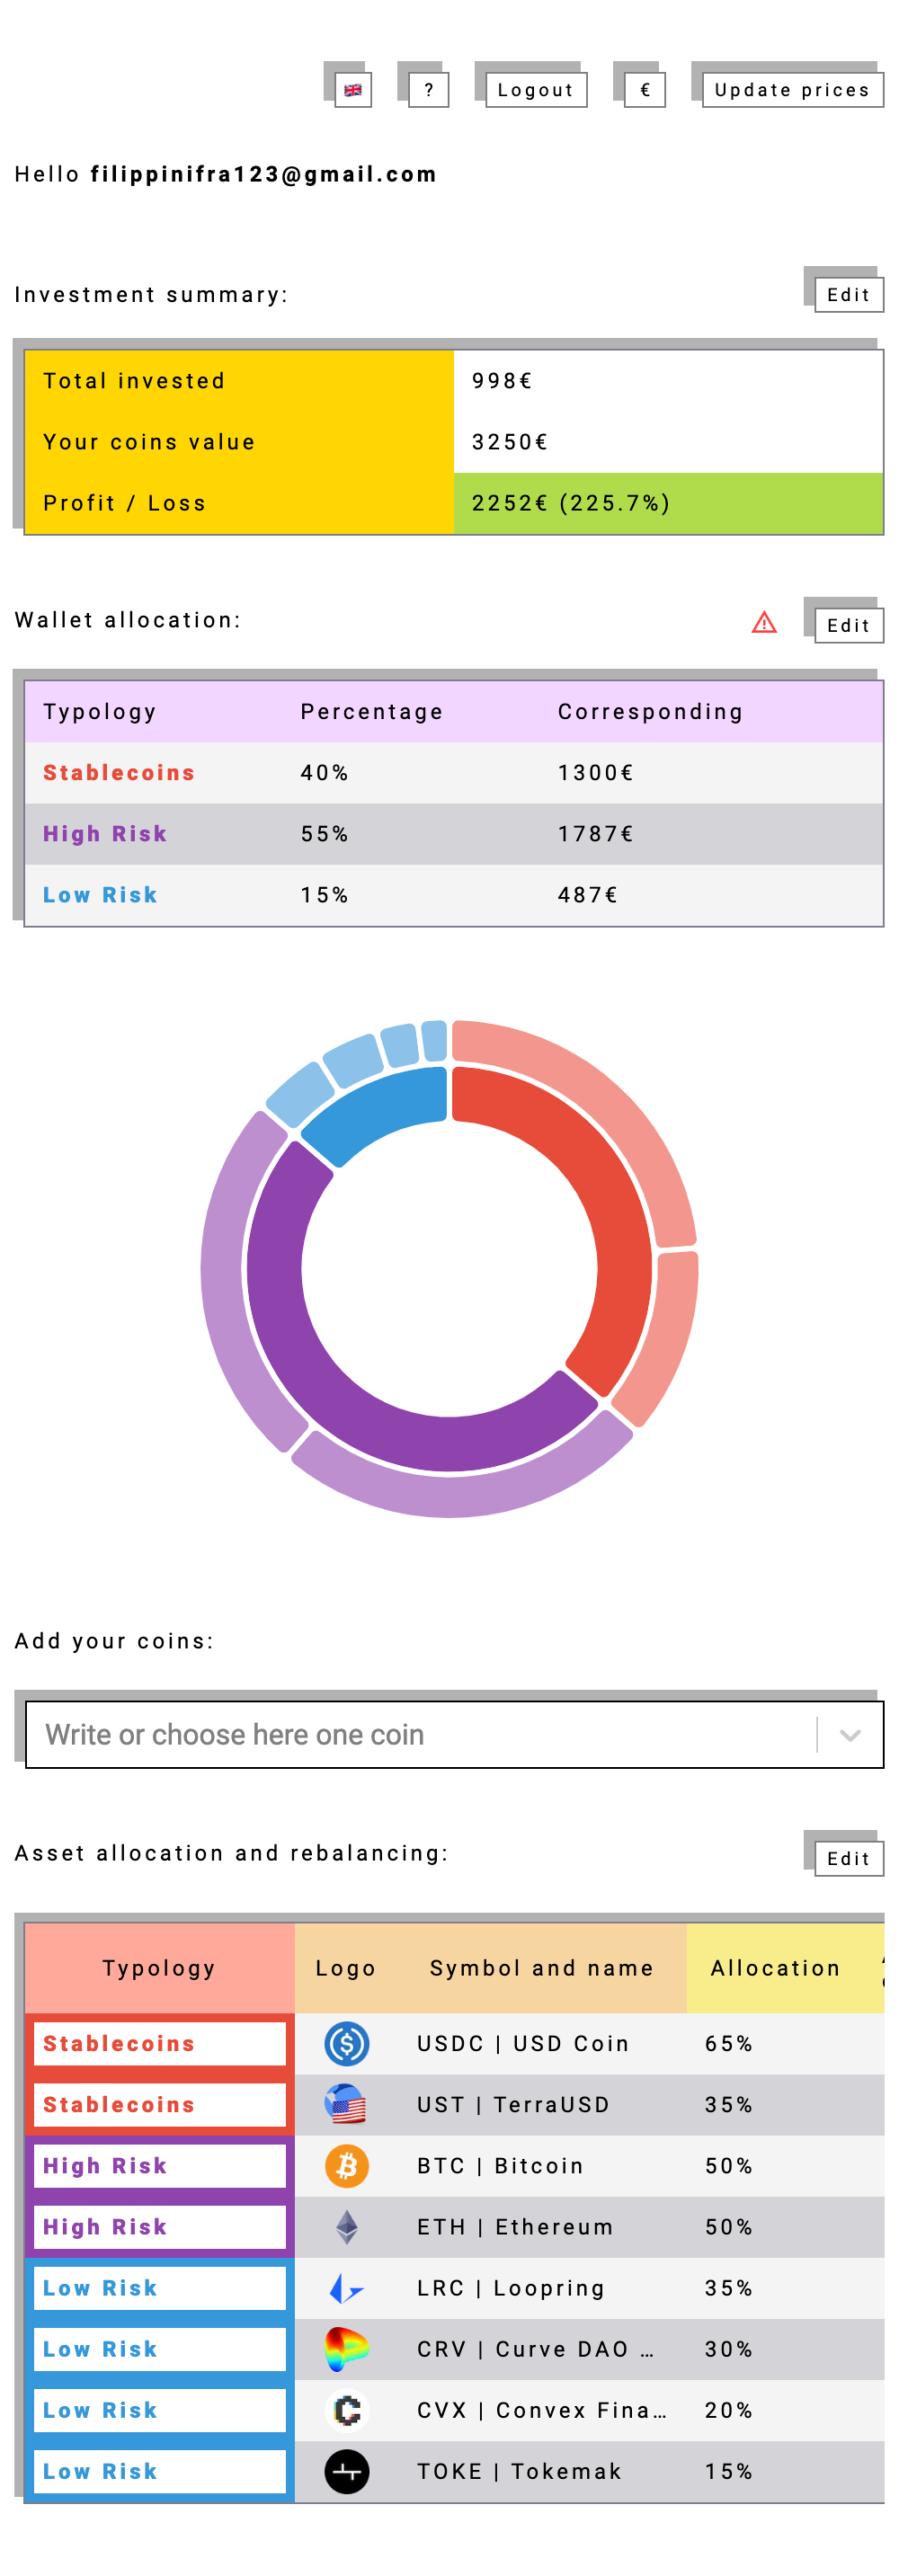 ? Logout € Update prices
Hello filippinifra123@gmail.com
Investment summary: Edit
Total invested 998€
Your coins value 3250€
Profit / Loss 2252€ (225.7%)
Wallet allocation: Edit
Typology Percentage Corresponding
Stablecoins 40% 1300€
High Risk 55% 1787€
Low Risk 15% 487€
Add your coins:
Write or choose here one coin
Asset allocation and rebalancing: Edit
Typology Logo Symbol and name Allocation
Stablecoins USDC | USD Coin 65%
Stablecoins UST | TerraUSD 35%
High Risk BTC | Bitcoin 50%
High Risk ETH | Ethereum 50%
Low Risk LRC | Loopring 35%
Low Risk CRV | Curve DAO ... 30%
Low Risk CVX | Convex Fina... 20%
Low Risk TOKE | Tokemak 15%